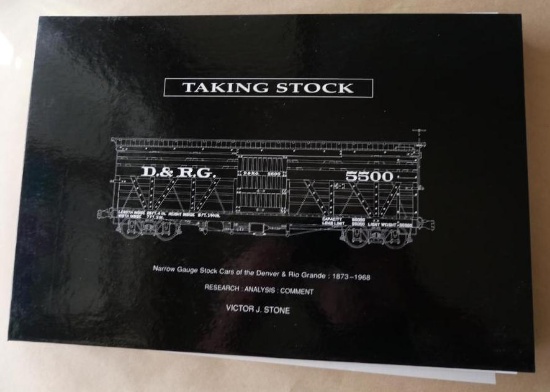 TAKING STOCK
D.& R.G.
5500
Narrow Gauge Stock Cars of the Denver & Rio Grande : 1873–1968
RESEARCH : ANALYSIS : COMMENT
VICTOR J. STONE